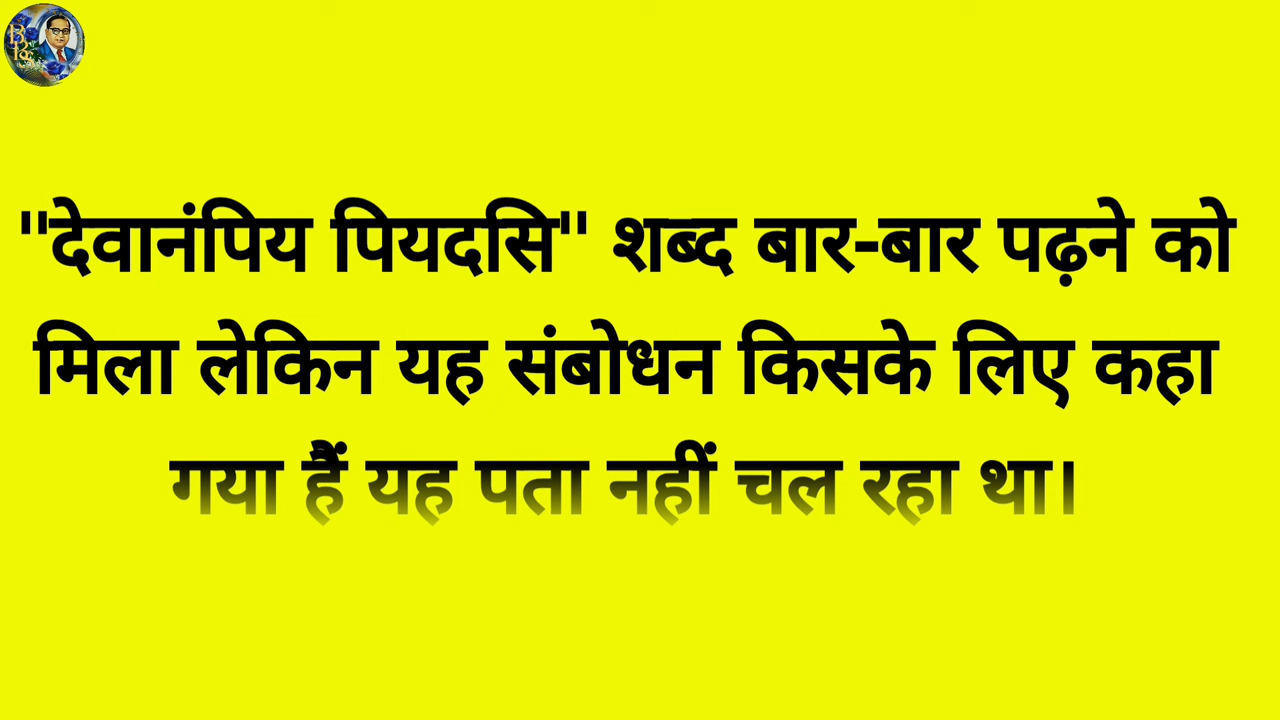 "देवानंपिय पियदसि" शब्द बार-बार पढ़ने को
मिला लेकिन यह संबोधन किसके लिए कहा
गया हैं यह पता नहीं चल रहा था।